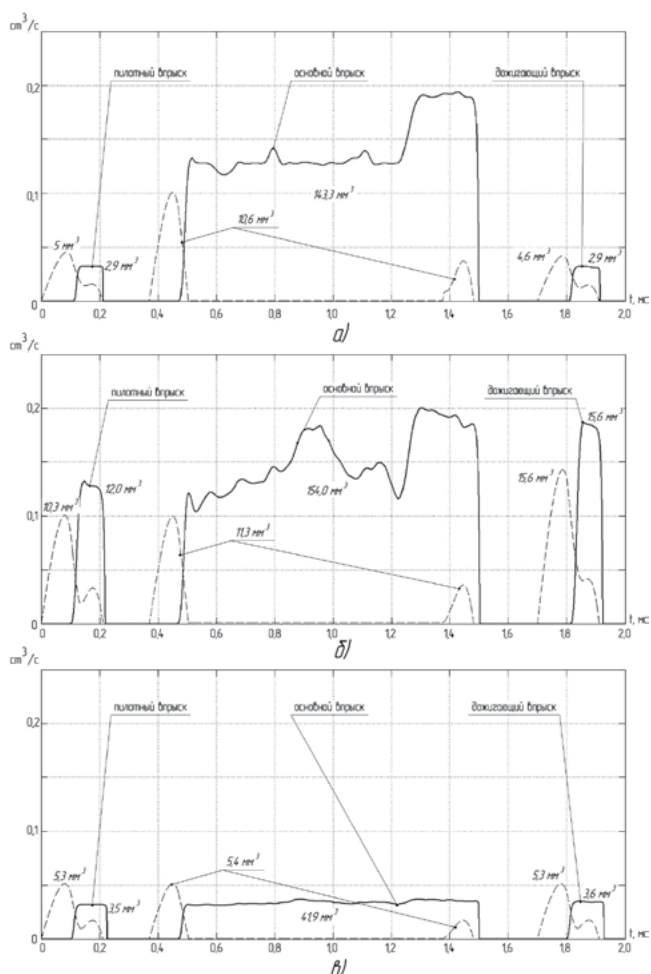 cm³/c
пилотный впрыск основной впрыск дожигающий впрыск
0,2
0,1
143,3 мм³
10,6 мм³
5 мм³ 2,9 мм³ 4,6 мм³ 2,9 мм³
0
t, мс
0 0,2 0,4 0,6 0,8 1,0 1,2 1,4 1,6 1,8 2,0
а)
cm³/c
пилотный впрыск основной впрыск дожигающий впрыск
0,2
15,6 мм³
10,3 мм³ 12,0 мм³ 154,0 мм³ 15,6 мм³
0,1
11,3 мм³
0
t, мс
0 0,2 0,4 0,6 0,8 1,0 1,2 1,4 1,6 1,8 2,0
б)
cm³/c
пилотный впрыск основной впрыск дожигающий впрыск
0,2
0,1
5,3 мм³ 5,4 мм³ 5,3 мм³
3,5 мм³ 41,9 мм³ 3,6 мм³
0
t, мс
0 0,2 0,4 0,6 0,8 1,0 1,2 1,4 1,6 1,8 2,0
в)